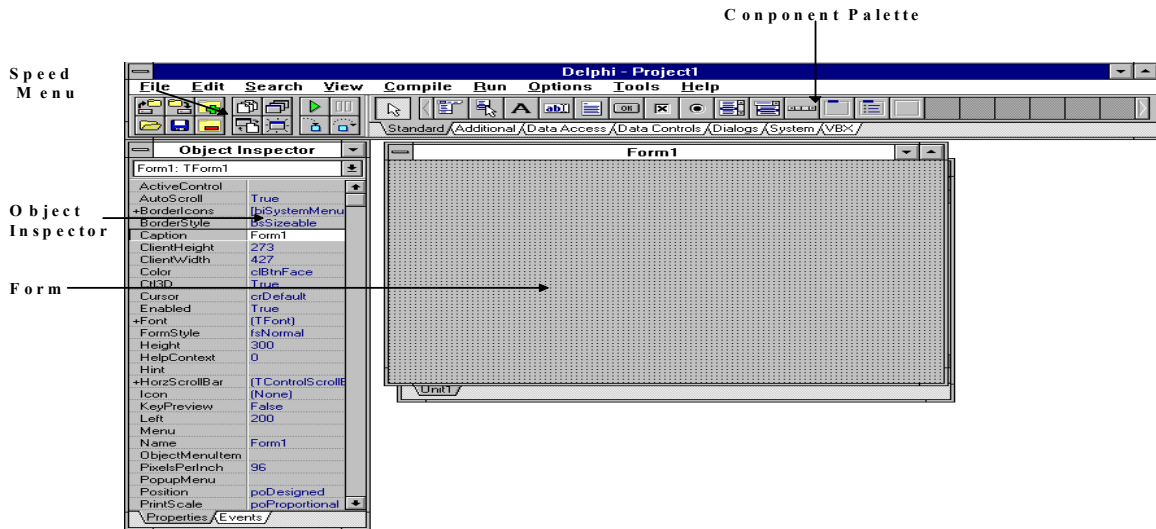 Conponent Palette
Speed
Menu
Delphi - Project1
File Edit Search View Compile Run Options Tools Help
A ab OK
Standard Additional Data Access Data Controls Dialogs System VBX
Object Inspector
Form1
Form1: TForm1
ActiveControl
AutoScroll True
+BorderIcons [biSystemMenu
BorderStyle bsSizeable
Object
Inspector
Caption Form1
ClientHeight 273
ClientWidth 427
Color clBtnFace
Ctl3D True
Form
Cursor crDefault
Enabled True
+Font (TFont)
FormStyle fsNormal
Height 300
HelpContext 0
Hint
+HorzScrollBar (TControlScrollB
Icon (None)
KeyPreview False
Left 200
Menu
Name Form1
ObjectMenuItem
PixelsPerInch 96
PopupMenu
Position poDesigned
PrintScale poProportional
Properties Events
Unit1